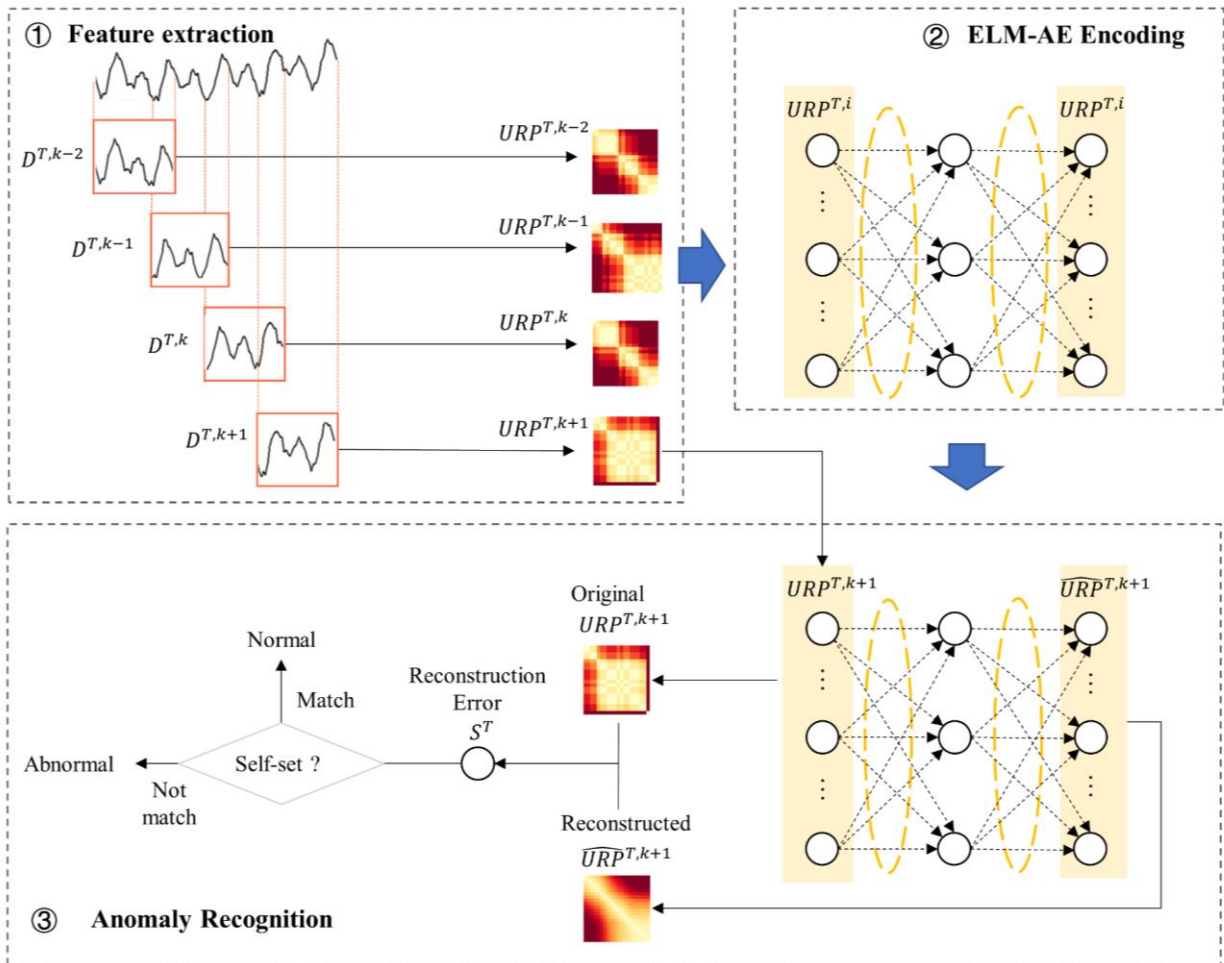 ① Feature extraction
D^{T,k−2}
URP^{T,k−2}
D^{T,k−1}
URP^{T,k−1}
D^{T,k}
URP^{T,k}
D^{T,k+1}
URP^{T,k+1}
② ELM-AE Encoding
URP^{T,i}
URP^{T,i}
⋮
⋮
⋮
⋮
URP^{T,k+1}
\widehat{URP}^{T,k+1}
⋮
⋮
⋮
⋮
Original
URP^{T,k+1}
Reconstruction
Error
S^T
Normal
Match
Self-set ?
Abnormal
Not
match
Reconstructed
\widehat{URP}^{T,k+1}
③ Anomaly Recognition